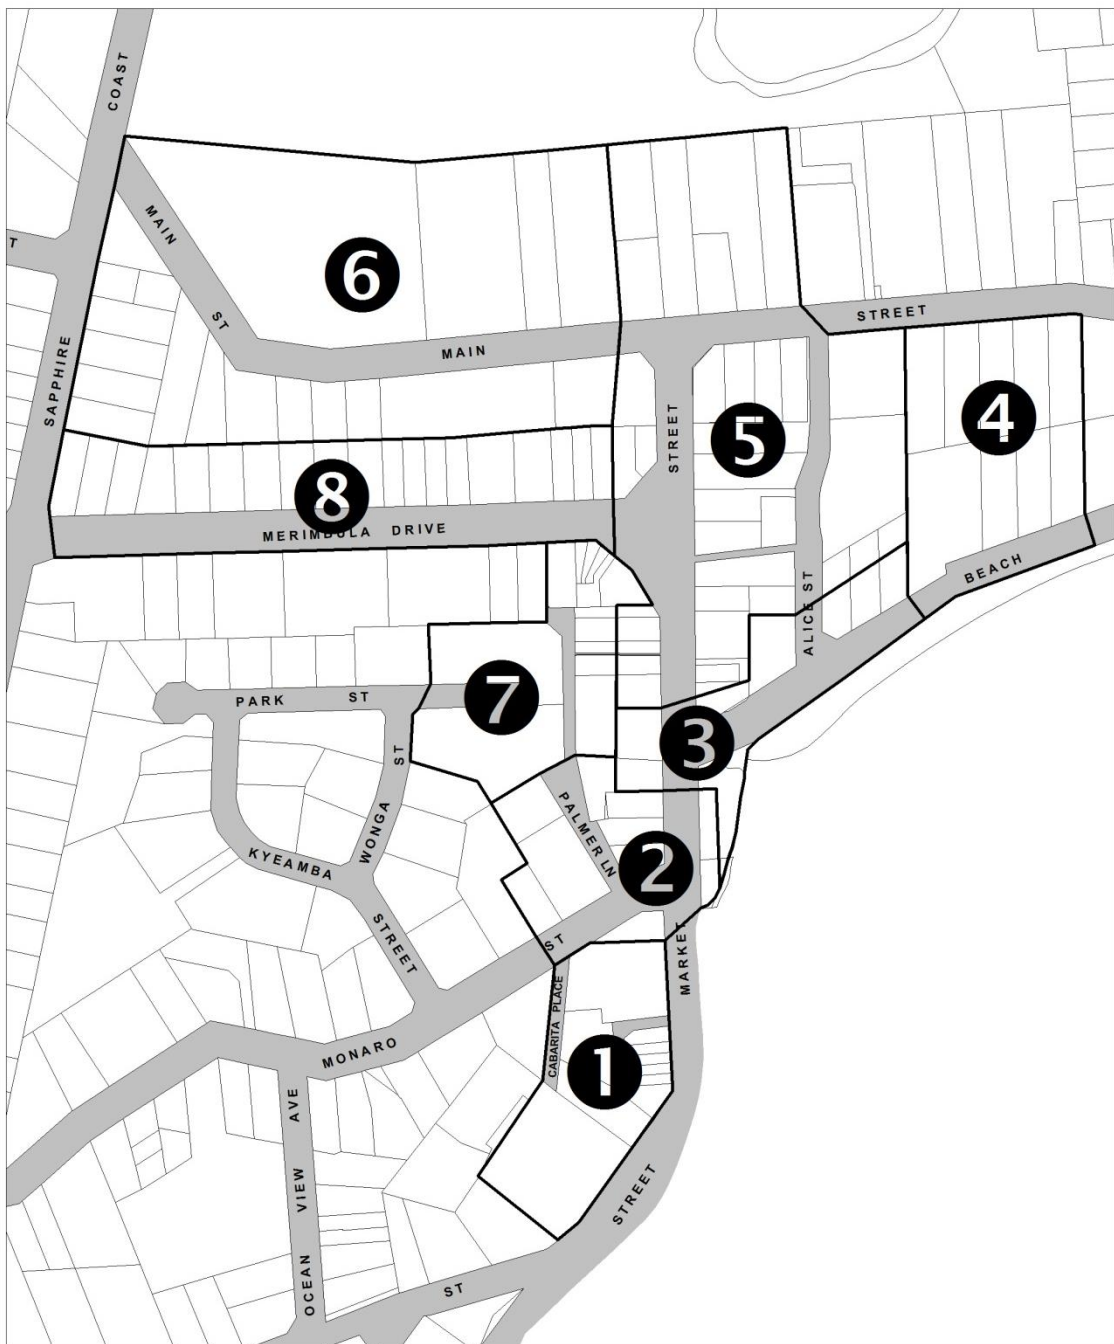 COAST
MAIN
ST
T
6
SAPPHIRE
MAIN
STREET
STREET
5
4
8
MERIMBULA DRIVE
BEACH
ALICE ST
PARK ST
7
3
WONGA ST
KYEAMBA
STREET
PALMER LN
2
ST
MARKET
MONARO
CABARITA PLACE
1
OCEAN VIEW AVE
STREET
ST